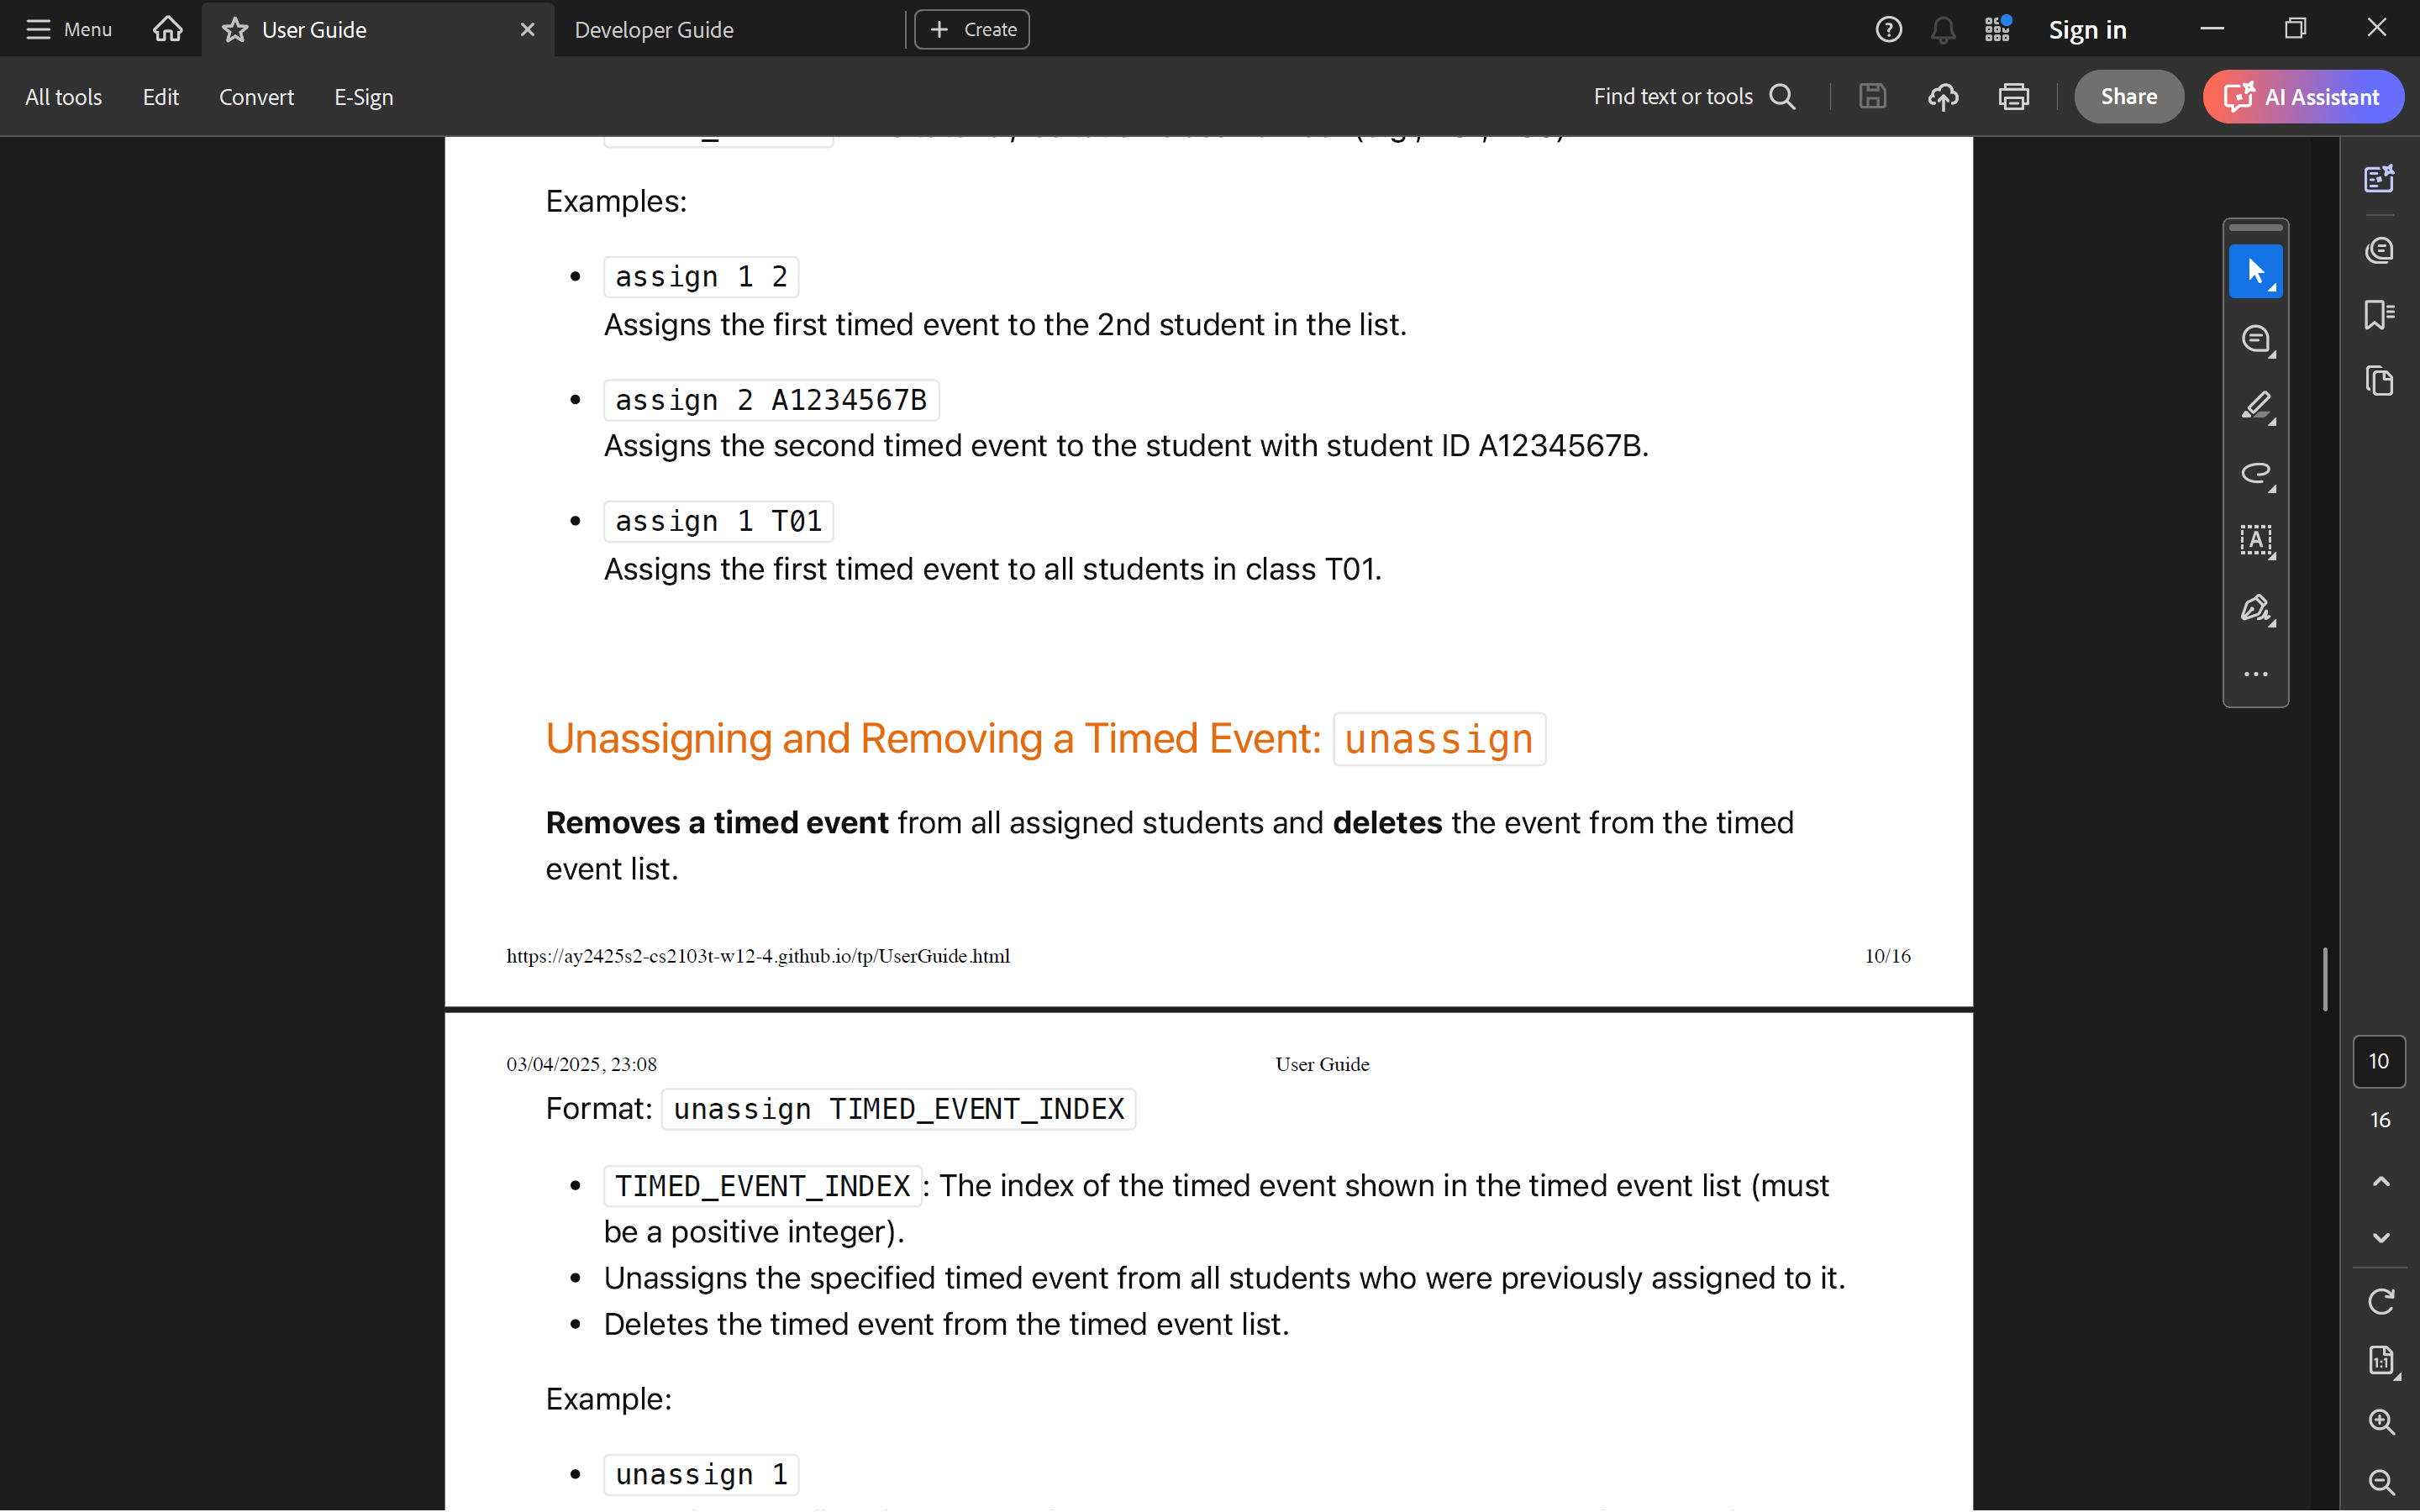 Menu
User Guide
Developer Guide
Create
Sign in
All tools
Edit
Convert
E-Sign
Find text or tools
Share
AI Assistant
Examples:
assign 1 2
Assigns the first timed event to the 2nd student in the list.
assign 2 A1234567B
Assigns the second timed event to the student with student ID A1234567B.
assign 1 T01
Assigns the first timed event to all students in class T01.
Unassigning and Removing a Timed Event: unassign
Removes a timed event from all assigned students and deletes the event from the timed
event list.
https://ay2425s2-cs2103t-w12-4.github.io/tp/UserGuide.html
10/16
03/04/2025, 23:08
User Guide
Format: unassign TIMED_EVENT_INDEX
TIMED_EVENT_INDEX : The index of the timed event shown in the timed event list (must
be a positive integer).
Unassigns the specified timed event from all students who were previously assigned to it.
Deletes the timed event from the timed event list.
Example:
unassign 1
10
16
1:1